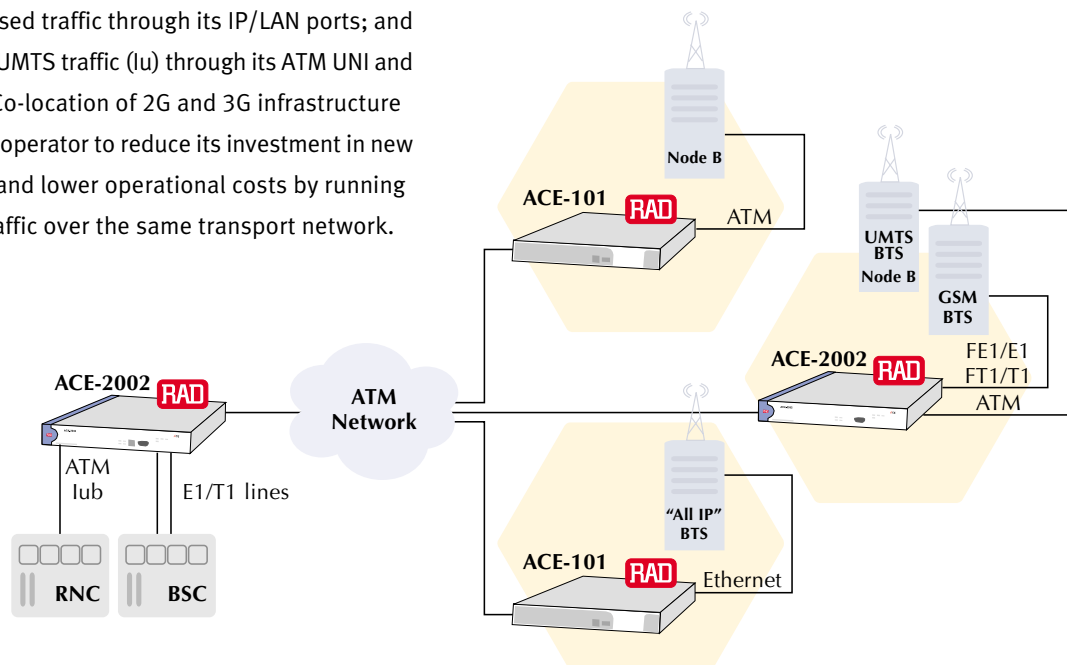 sed traffic through its IP/LAN ports; and
UMTS traffic (Iu) through its ATM UNI and
Co-location of 2G and 3G infrastructure
operator to reduce its investment in new
and lower operational costs by running
affic over the same transport network.
Node B
ACE-101
RAD
ATM
UMTS
BTS
Node B
GSM
BTS
ACE-2002
RAD
FE1/E1
FT1/T1
ATM
ACE-2002
RAD
ATM
Network
ATM
Iub
E1/T1 lines
RNC
BSC
"All IP"
BTS
ACE-101
RAD
Ethernet